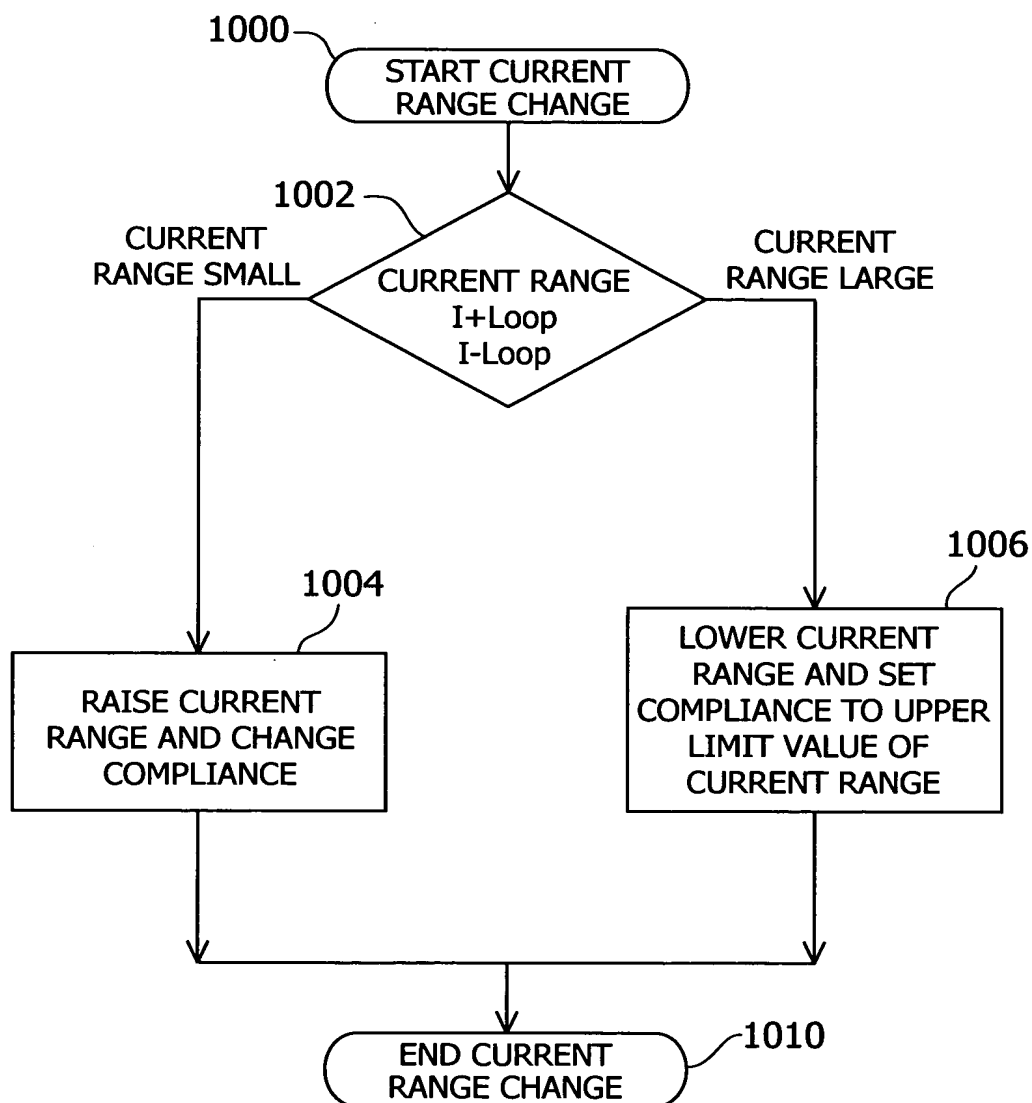 1000
START CURRENT
RANGE CHANGE
1002
CURRENT
RANGE SMALL
CURRENT
RANGE LARGE
CURRENT RANGE
I+Loop
I-Loop
1004
RAISE CURRENT
RANGE AND CHANGE
COMPLIANCE
1006
LOWER CURRENT
RANGE AND SET
COMPLIANCE TO UPPER
LIMIT VALUE OF
CURRENT RANGE
END CURRENT
RANGE CHANGE
1010